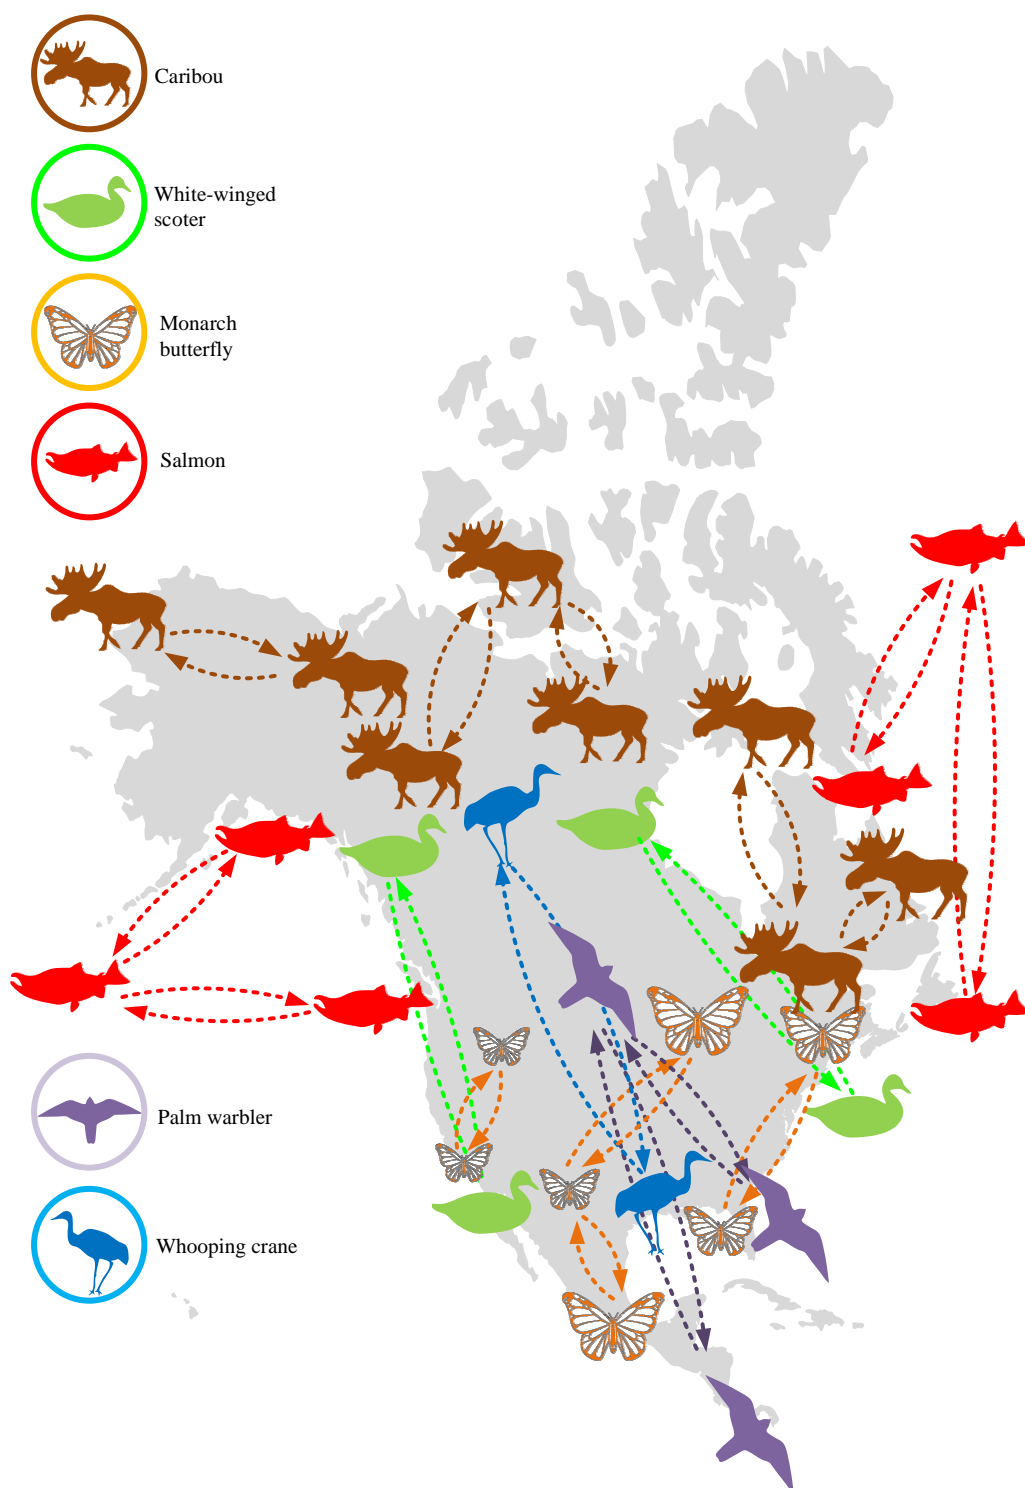 Caribou
White-winged
scoter
Monarch
butterfly
Salmon
Palm warbler
Whooping crane